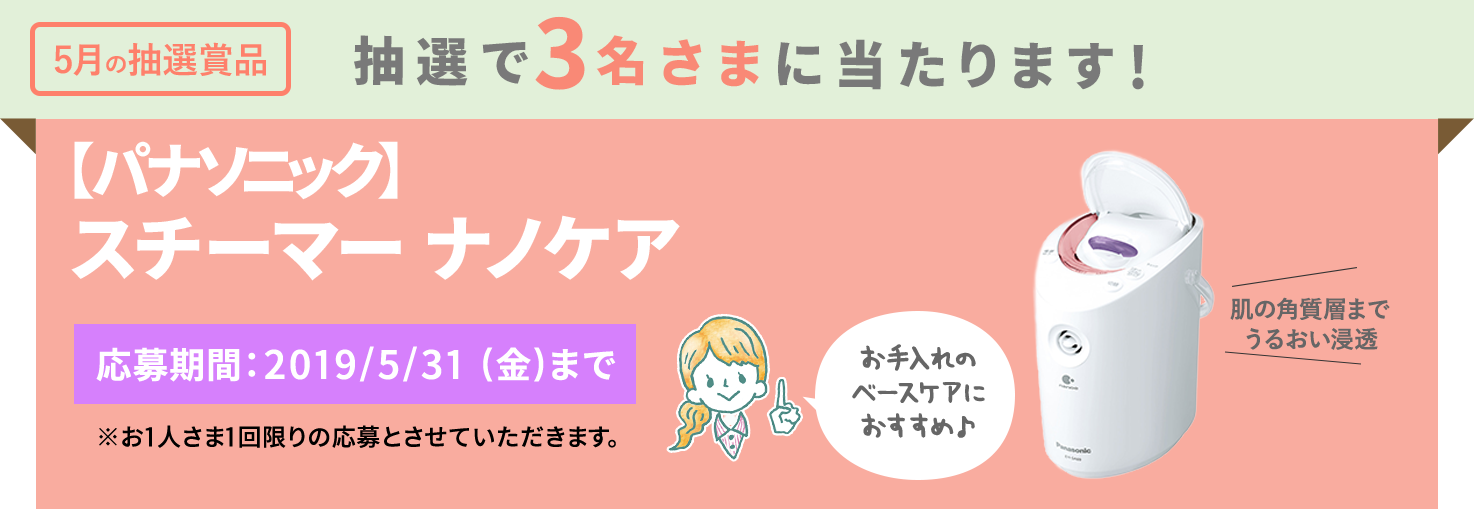 5月の抽選賞品
抽選で3名さまに当たります!
【パナソニック】
スチーマー ナノケア
応募期間：2019/5/31 (金)まで
※お1人さま1回限りの応募とさせていただきます。
お手入れの
ベースケアに
おすすめ♪
肌の角質層まで
うるおい浸透
Panasonic